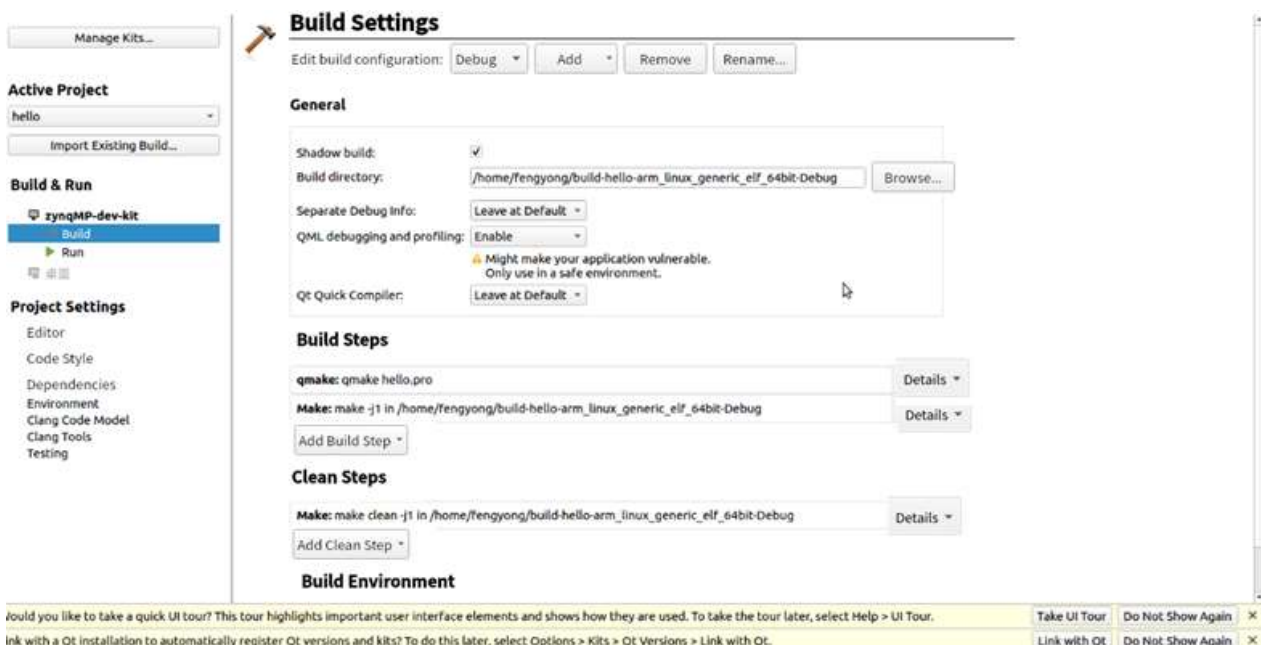 Manage Kits...
Active Project
hello
Import Existing Build...
Build & Run
zynqMP-dev-kit
Build
Run
桌面
Project Settings
Editor
Code Style
Dependencies
Environment
Clang Code Model
Clang Tools
Testing
Build Settings
Edit build configuration: Debug Add Remove Rename...
General
Shadow build:
Build directory: /home/fengyong/build-hello-arm_linux_generic_elf_64bit-Debug Browse...
Separate Debug Info: Leave at Default
QML debugging and profiling: Enable
Might make your application vulnerable.
Only use in a safe environment.
Qt Quick Compiler: Leave at Default
Build Steps
qmake: qmake hello.pro Details
Make: make -j1 in /home/fengyong/build-hello-arm_linux_generic_elf_64bit-Debug Details
Add Build Step
Clean Steps
Make: make clean -j1 in /home/fengyong/build-hello-arm_linux_generic_elf_64bit-Debug Details
Add Clean Step
Build Environment
Would you like to take a quick UI tour? This tour highlights important user interface elements and shows how they are used. To take the tour later, select Help > UI Tour. Take UI Tour Do Not Show Again
ink with a Qt installation to automatically register Qt versions and kits? To do this later, select Options > Kits > Qt Versions > Link with Qt. Link with Qt Do Not Show Again